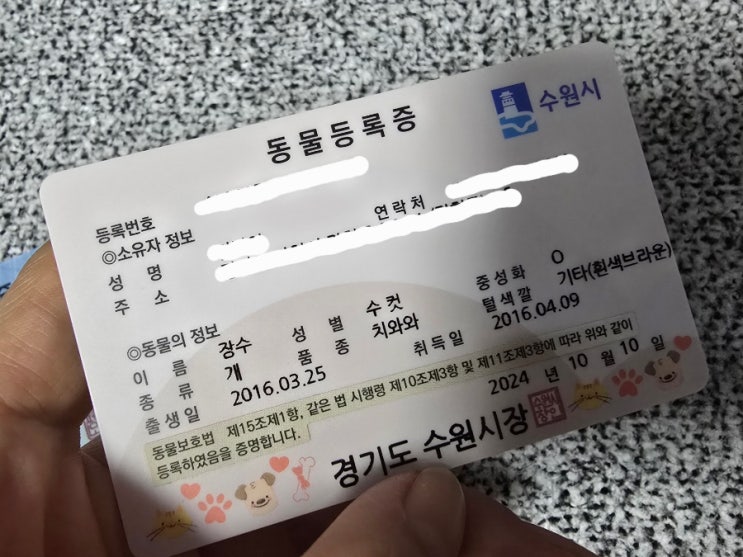 수원시
동물등록증
등록번호
◎소유자 정보
성 명 연락처
주 소
◎동물의 정보
이 름 장수 성 별 수컷 중성화 O
종 류 개 품 종 치와와 털색깔 기타(흰색브라운)
출생일 2016.03.25 취득일 2016.04.09
동물보호법 제15조제1항, 같은 법 시행령 제10조제3항 및 제11조제3항에 따라 위와 같이
등록하였음을 증명합니다.
2024 년 10 월 10 일
경기도 수원시장